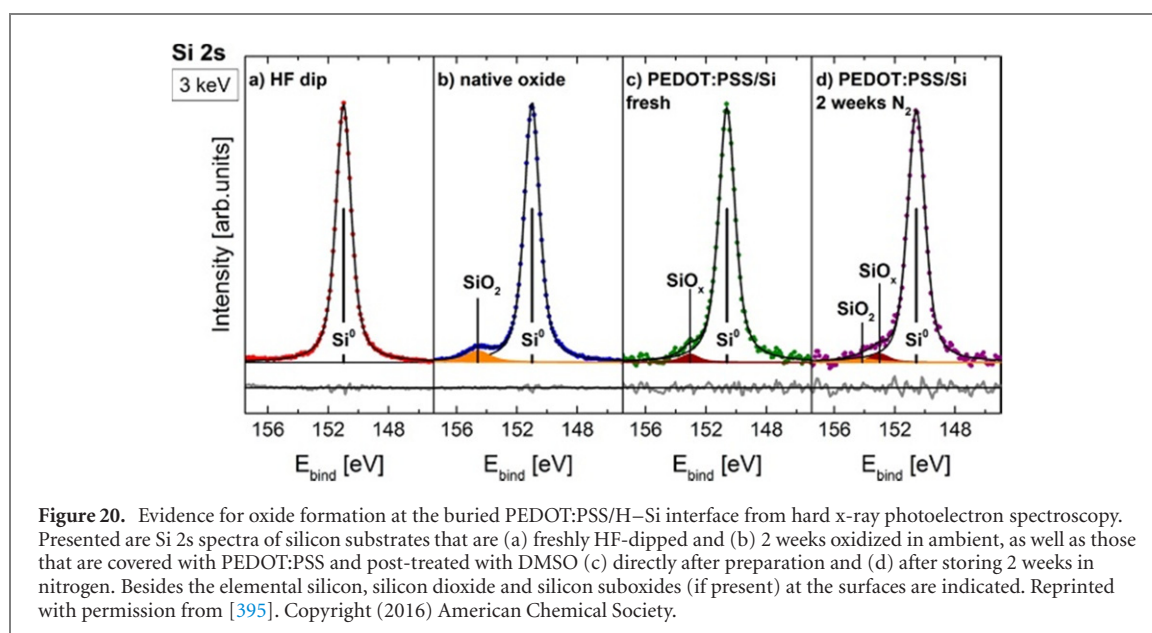 Si 2s
3 keV
a) HF dip
b) native oxide
c) PEDOT:PSS/Si
fresh
d) PEDOT:PSS/Si
2 weeks N₂
Intensity [arb.units]
Si⁰
SiO₂
Si⁰
SiOₓ
Si⁰
SiO₂
SiOₓ
Si⁰
156 152 148 156 152 148 156 152 148 156 152 148
E_bind [eV] E_bind [eV] E_bind [eV] E_bind [eV]
Figure 20. Evidence for oxide formation at the buried PEDOT:PSS/H–Si interface from hard x-ray photoelectron spectroscopy.
Presented are Si 2s spectra of silicon substrates that are (a) freshly HF-dipped and (b) 2 weeks oxidized in ambient, as well as those
that are covered with PEDOT:PSS and post-treated with DMSO (c) directly after preparation and (d) after storing 2 weeks in
nitrogen. Besides the elemental silicon, silicon dioxide and silicon suboxides (if present) at the surfaces are indicated. Reprinted
with permission from [395]. Copyright (2016) American Chemical Society.